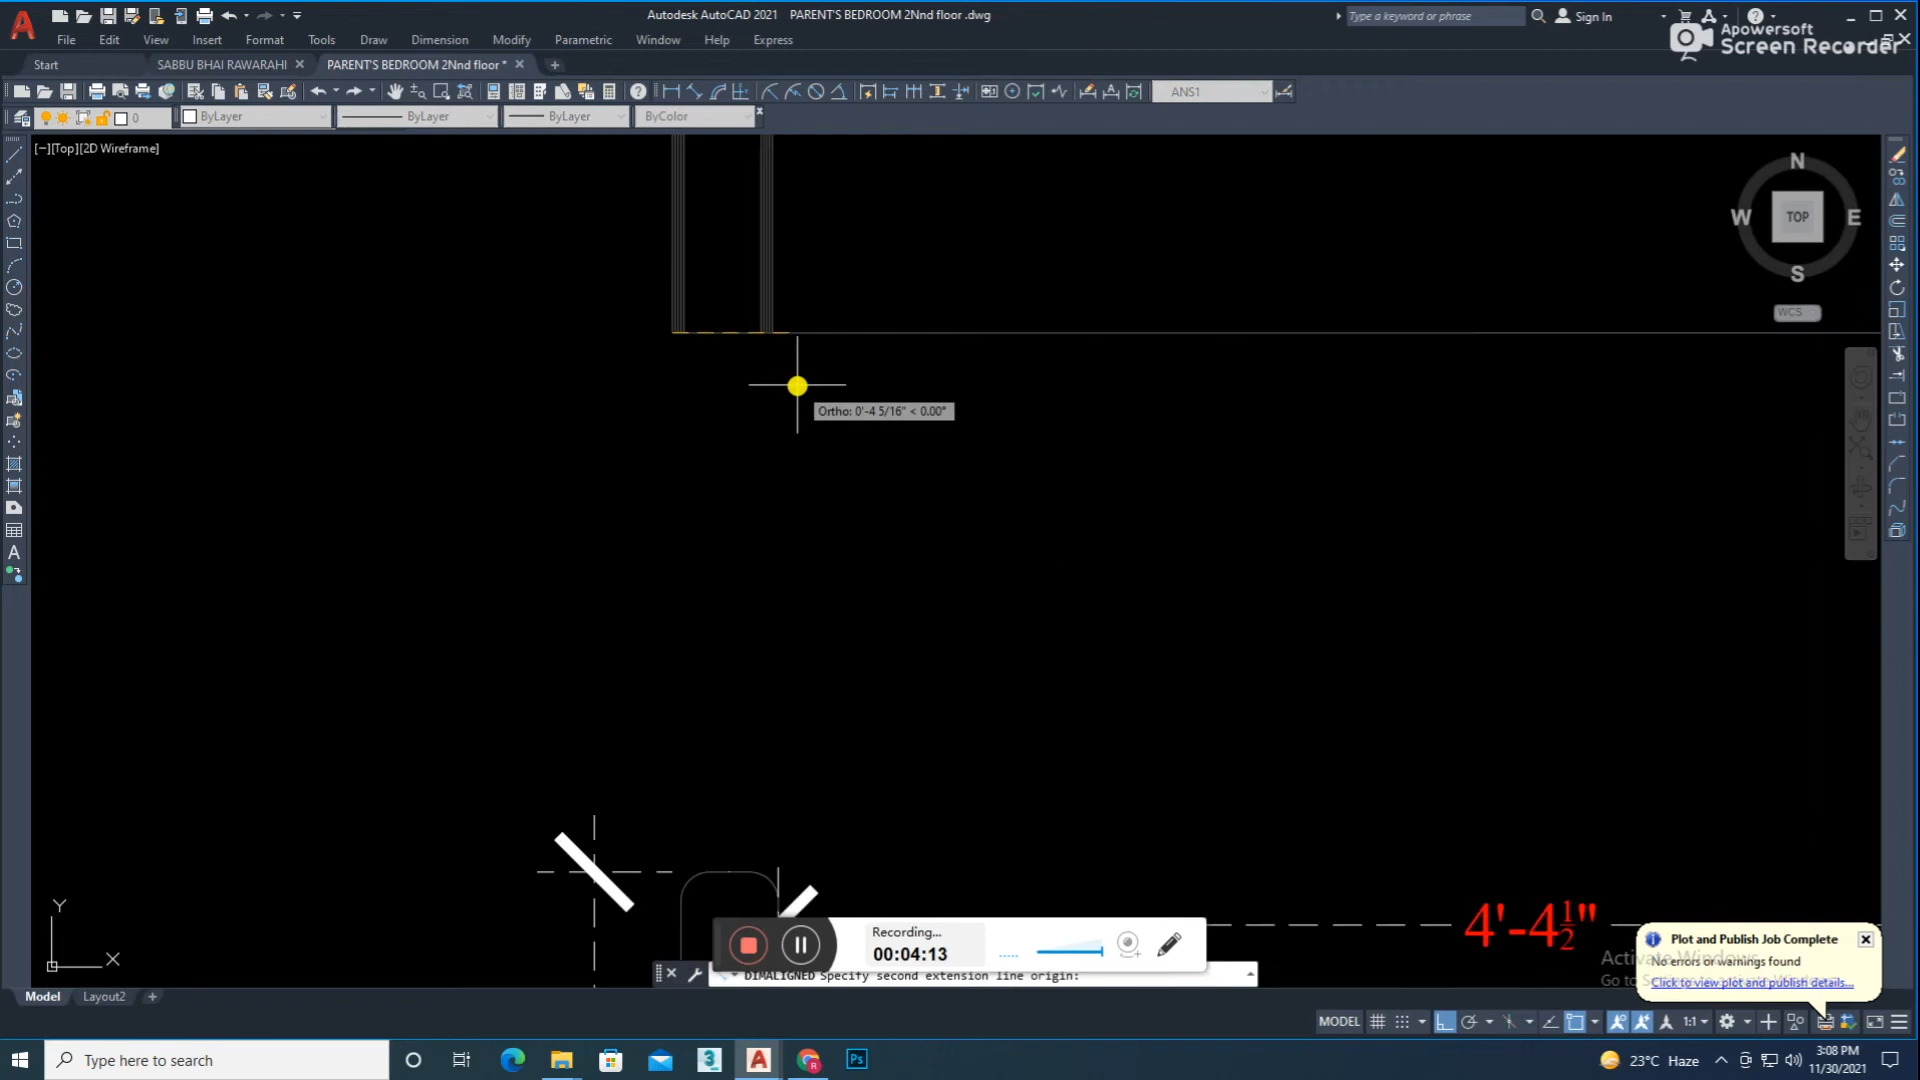 Autodesk AutoCAD 2021 PARENT'S BEDROOM 2Nnd floor .dwg
Type a keyword or phrase
Sign In
Apowersoft
Screen Recorder
File Edit View Insert Format Tools Draw Dimension Modify Parametric Window Help Express
Start SABBU BHAI RAWARAHI PARENT'S BEDROOM 2Nnd floor *
ANS1
0 ByLayer ByLayer ByLayer ByColor
[−][Top][2D Wireframe]
N
W TOP E
S
WCS
Ortho: 0'-4 5/16" < 0.00°
4'-4½"
Y
X
Recording...
00:04:13
DIMALIGNED Specify second extension line origin:
Plot and Publish Job Complete
No errors or warnings found
Click to view plot and publish details...
Activate Windows
Model Layout2
MODEL 1:1
Type here to search
23°C Haze
3:08 PM
11/30/2021